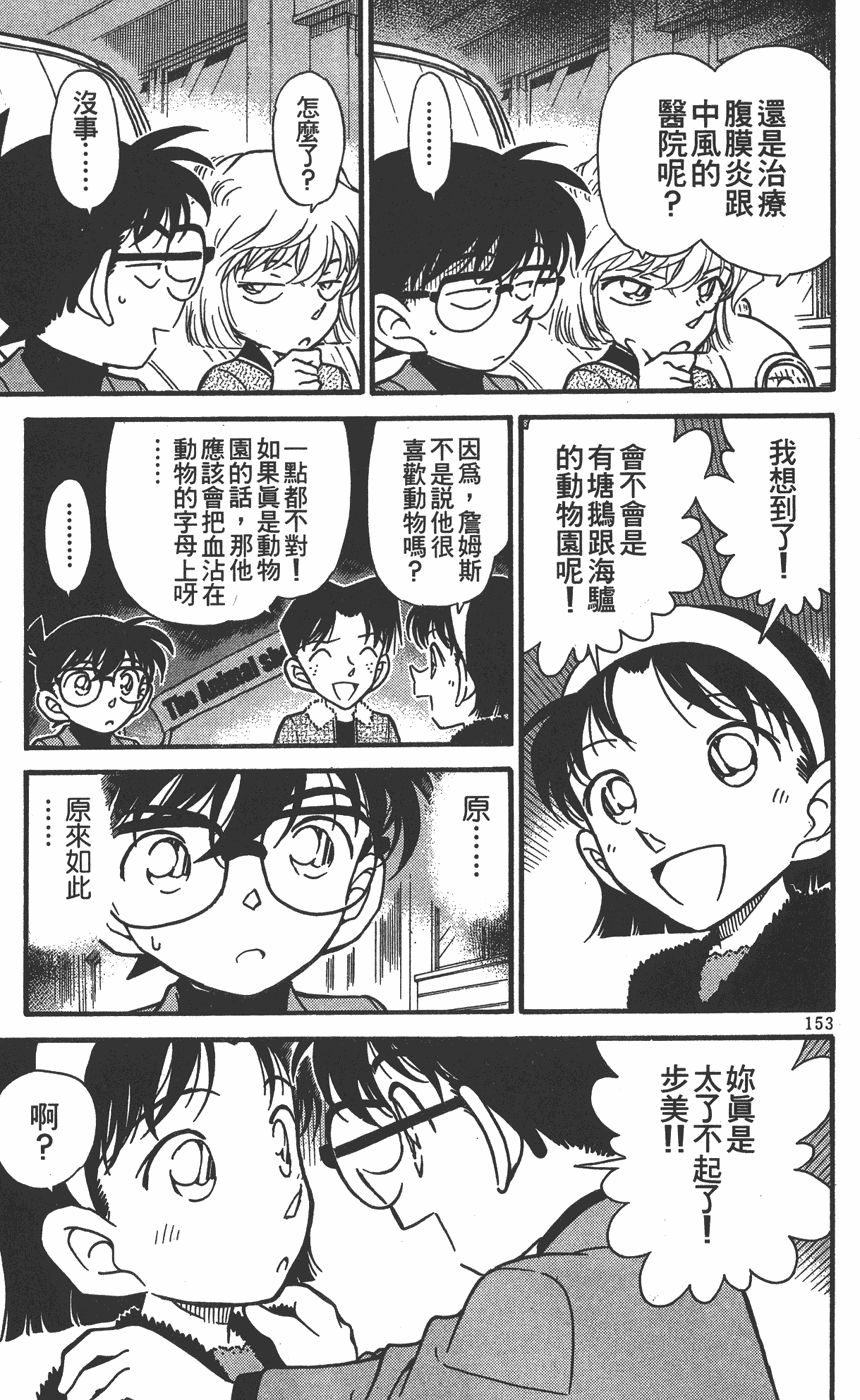 還是治療
腹膜炎跟
中風的
醫院呢？
⋯⋯
怎麼了？
沒事⋯⋯
我想到了！
會不會是
有塘鵝跟海驢
的動物園呢！
因爲，詹姆斯
不是說他很
喜歡動物嗎？
一點都不對！
如果眞是動物
園的話，那他
應該會把血沾在
動物的字母上呀
⋯⋯
⋯⋯
The Animal sho
原⋯⋯
原來如此
⋯⋯
153
妳眞是
太了不起了！
步美!!
啊？